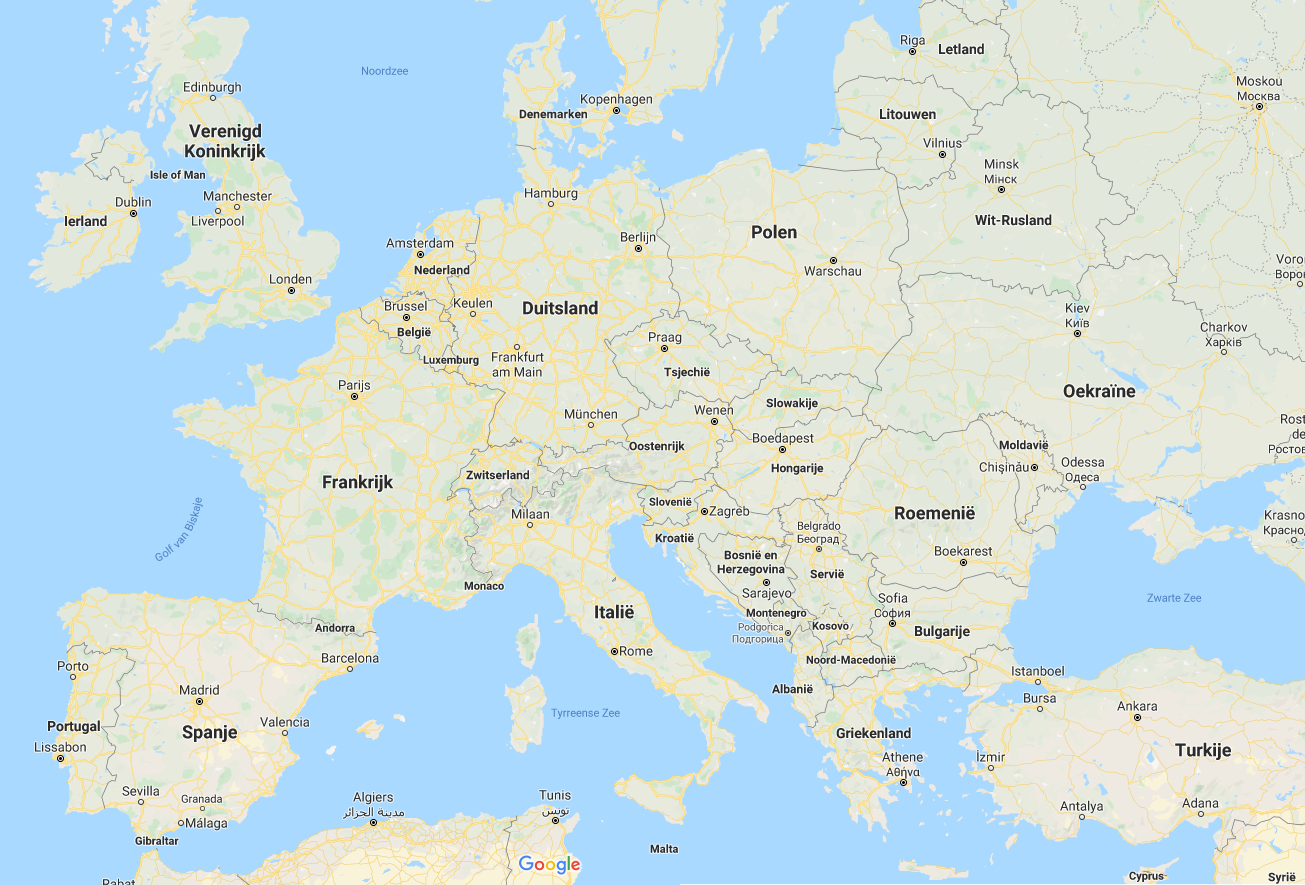 Riga
Letland
Noordzee
Moskou
Москва
Edinburgh
Kopenhagen
Denemarken
Litouwen
Verenigd
Koninkrijk
Vilnius
Minsk
Мінск
Isle of Man
Manchester
Hamburg
Dublin
Ierland
Liverpool
Wit-Rusland
Polen
Berlijn
Amsterdam
Nederland
Warschau
Voro
Воро
Londen
Brussel
Keulen
Duitsland
Kiev
Київ
België
Charkov
Харків
Praag
Luxemburg
Frankfurt
am Main
Tsjechië
Parijs
Oekraïne
Slowakije
München
Wenen
Rost
de
Росто
Boedapest
Oostenrijk
Moldavië
Hongarije
Chișinău
Odessa
Одеса
Zwitserland
Frankrijk
Slovenië
Zagreb
Milaan
Roemenië
Krasno
Красно
Golf van Biskaje
Belgrado
Београд
Kroatië
Bosnië en
Herzegovina
Boekarest
Servië
Monaco
Sarajevo
Sofia
София
Zwarte Zee
Italië
Montenegro
Andorra
Podgorica
Подгорица
Kosovo
Bulgarije
Rome
Barcelona
Noord-Macedonië
Porto
Istanboel
Madrid
Albanië
Bursa
Ankara
Tyrreense Zee
Portugal
Spanje
Valencia
Griekenland
Lissabon
Turkije
Athene
Αθήνα
İzmir
Sevilla
Granada
Algiers
مدينة الجزائر
Tunis
تونس
Antalya
Adana
Málaga
Gibraltar
Malta
Google
Cyprus
Syrië
Rabat